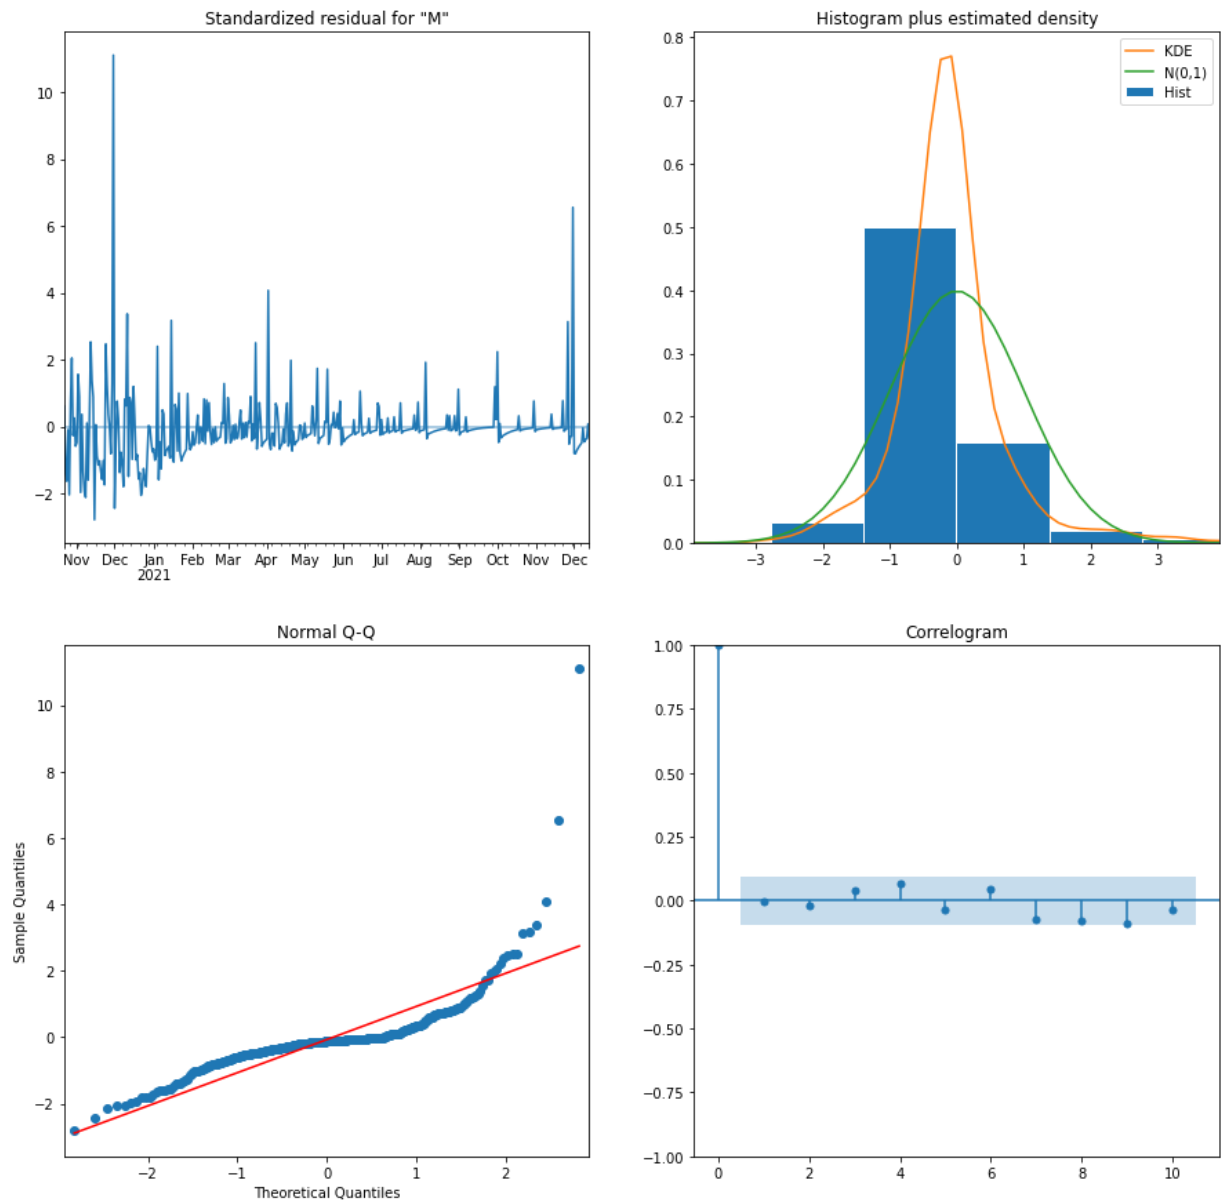 Standardized residual for "M"
10
8
6
4
2
0
−2
Nov Dec Jan Feb Mar Apr May Jun Jul Aug Sep Oct Nov Dec
2021
Histogram plus estimated density
KDE
N(0,1)
Hist
0.8
0.7
0.6
0.5
0.4
0.3
0.2
0.1
0.0
−3 −2 −1 0 1 2 3
Normal Q-Q
Sample Quantiles
10
8
6
4
2
0
−2
−2 −1 0 1 2
Theoretical Quantiles
Correlogram
1.00
0.75
0.50
0.25
0.00
−0.25
−0.50
−0.75
−1.00
0 2 4 6 8 10